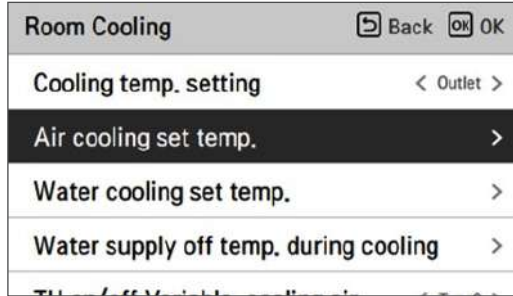 Room Cooling Back OK OK
Cooling temp. setting < Outlet >
Air cooling set temp. >
Water cooling set temp. >
Water supply off temp. during cooling >